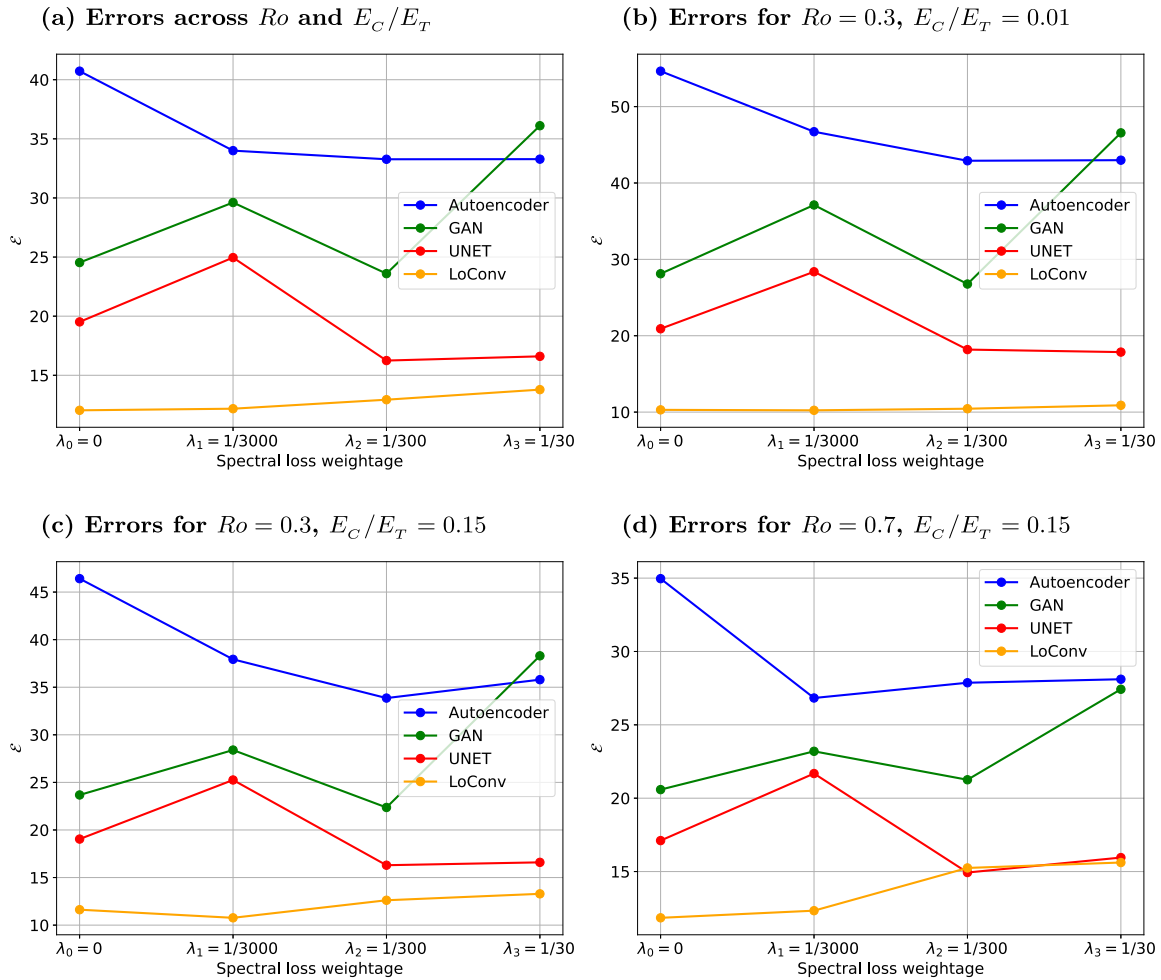 (a) Errors across Ro and E_C/E_T
40
35
30
25
20
15
ℰ
Autoencoder
GAN
UNET
LoConv
λ₀ = 0
λ₁ = 1/3000
λ₂ = 1/300
λ₃ = 1/30
Spectral loss weightage
(b) Errors for Ro = 0.3, E_C/E_T = 0.01
50
40
30
20
10
ℰ
Autoencoder
GAN
UNET
LoConv
λ₀ = 0
λ₁ = 1/3000
λ₂ = 1/300
λ₃ = 1/30
Spectral loss weightage
(c) Errors for Ro = 0.3, E_C/E_T = 0.15
45
40
35
30
25
20
15
10
ℰ
Autoencoder
GAN
UNET
LoConv
λ₀ = 0
λ₁ = 1/3000
λ₂ = 1/300
λ₃ = 1/30
Spectral loss weightage
(d) Errors for Ro = 0.7, E_C/E_T = 0.15
35
30
25
20
15
ℰ
Autoencoder
GAN
UNET
LoConv
λ₀ = 0
λ₁ = 1/3000
λ₂ = 1/300
λ₃ = 1/30
Spectral loss weightage